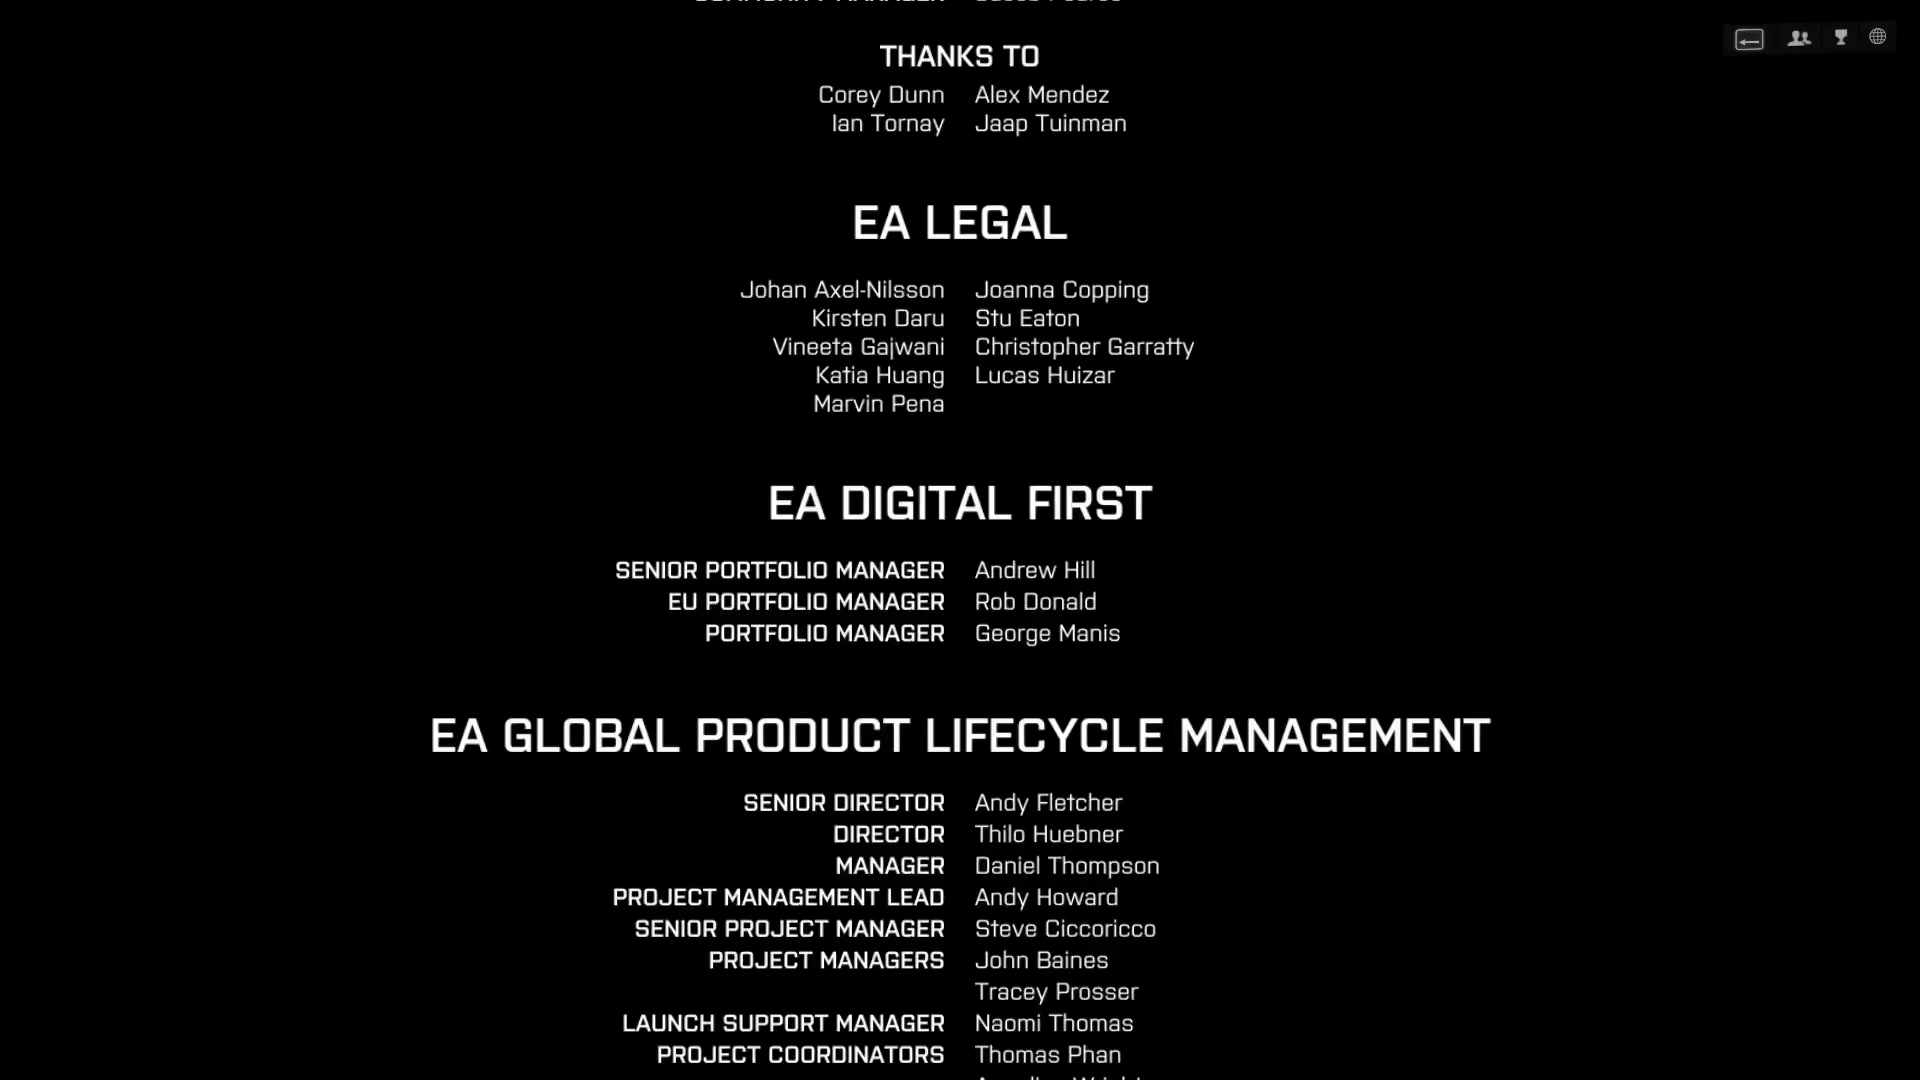 THANKS TO
Corey Dunn Alex Mendez
Ian Tornay Jaap Tuinman
EA LEGAL
Johan Axel-Nilsson Joanna Copping
Kirsten Daru Stu Eaton
Vineeta Gajwani Christopher Garratty
Katia Huang Lucas Huizar
Marvin Pena
EA DIGITAL FIRST
SENIOR PORTFOLIO MANAGER Andrew Hill
EU PORTFOLIO MANAGER Rob Donald
PORTFOLIO MANAGER George Manis
EA GLOBAL PRODUCT LIFECYCLE MANAGEMENT
SENIOR DIRECTOR Andy Fletcher
DIRECTOR Thilo Huebner
MANAGER Daniel Thompson
PROJECT MANAGEMENT LEAD Andy Howard
SENIOR PROJECT MANAGER Steve Ciccoricco
PROJECT MANAGERS John Baines
Tracey Prosser
LAUNCH SUPPORT MANAGER Naomi Thomas
PROJECT COORDINATORS Thomas Phan